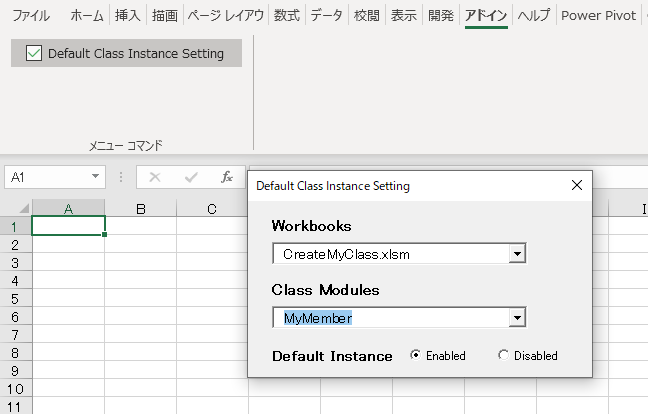 ファイル ホーム 挿入 描画 ページ レイアウト 数式 データ 校閲 表示 開発 アドイン ヘルプ Power Pivot
Default Class Instance Setting
メニュー コマンド
A1 fx
Default Class Instance Setting
A B C I
1
2
3
4
5
6
7
8
9
10
11
Workbooks
CreateMyClass.xlsm
Class Modules
MyMember
Default Instance Enabled Disabled